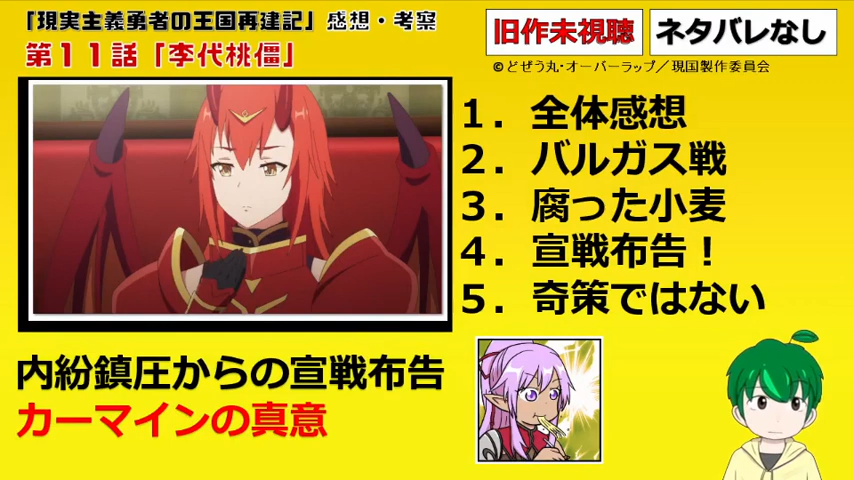 「現実主義勇者の王国再建記」感想・考察
第11話「李代桃僵」
旧作未視聴
ネタバレなし
©どぜう丸・オーバーラップ／現国製作委員会
1．全体感想
2．バルガス戦
3．腐った小麦
4．宣戦布告！
5．奇策ではない
内紛鎮圧からの宣戦布告
カーマインの真意